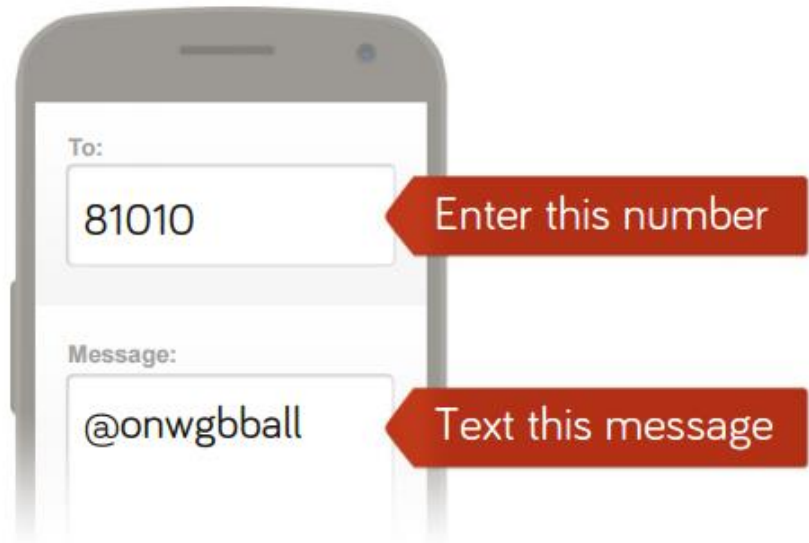 To:
81010
Enter this number
Message:
@onwgbball
Text this message